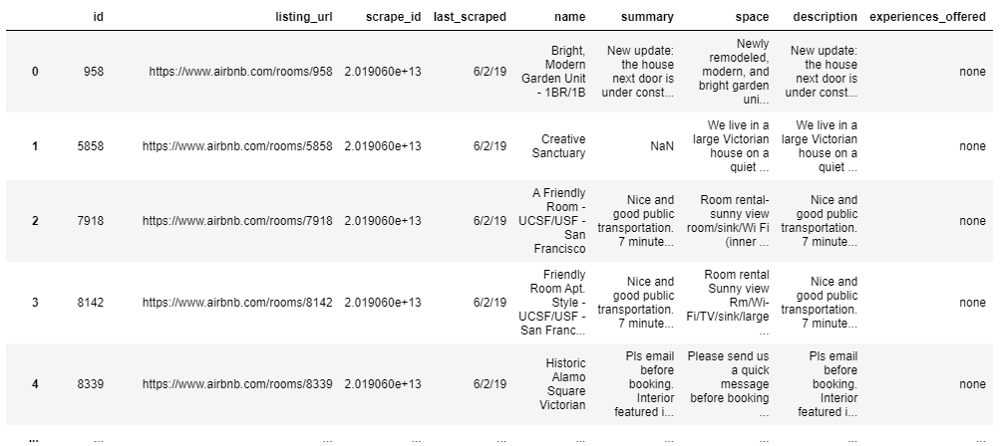 id listing_url scrape_id last_scraped name summary space description experiences_offered
0 958 https://www.airbnb.com/rooms/958 2.019060e+13 6/2/19 Bright, Modern Garden Unit - 1BR/1B New update: the house next door is under const... Newly remodeled, modern, and bright garden uni... New update: the house next door is under const... none
1 5858 https://www.airbnb.com/rooms/5858 2.019060e+13 6/2/19 Creative Sanctuary NaN We live in a large Victorian house on a quiet ... We live in a large Victorian house on a quiet ... none
2 7918 https://www.airbnb.com/rooms/7918 2.019060e+13 6/2/19 A Friendly Room - UCSF/USF - San Francisco Nice and good public transportation. 7 minute... Room rental- sunny view room/sink/Wi Fi (inner ... Nice and good public transportation. 7 minute... none
3 8142 https://www.airbnb.com/rooms/8142 2.019060e+13 6/2/19 Friendly Room Apt. Style - UCSF/USF - San Franc... Nice and good public transportation. 7 minute... Room rental Sunny view Rm/Wi-Fi/TV/sink/large ... Nice and good public transportation. 7 minute... none
4 8339 https://www.airbnb.com/rooms/8339 2.019060e+13 6/2/19 Historic Alamo Square Victorian Pls email before booking. Interior featured i... Please send us a quick message before booking ... Pls email before booking. Interior featured i... none
... ... ... ... ... ... ... ... ... ...